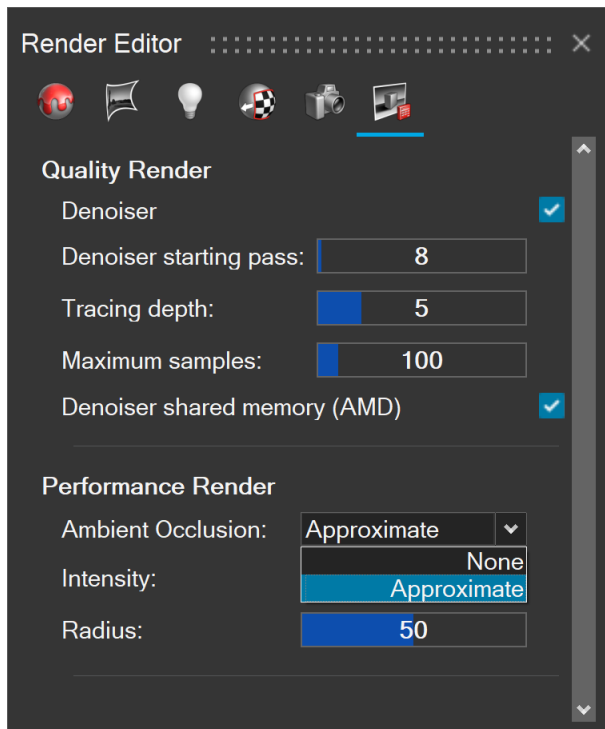 Render Editor
Quality Render
Denoiser
Denoiser starting pass: 8
Tracing depth: 5
Maximum samples: 100
Denoiser shared memory (AMD)
Performance Render
Ambient Occlusion: Approximate
None
Intensity:
Approximate
Radius: 50